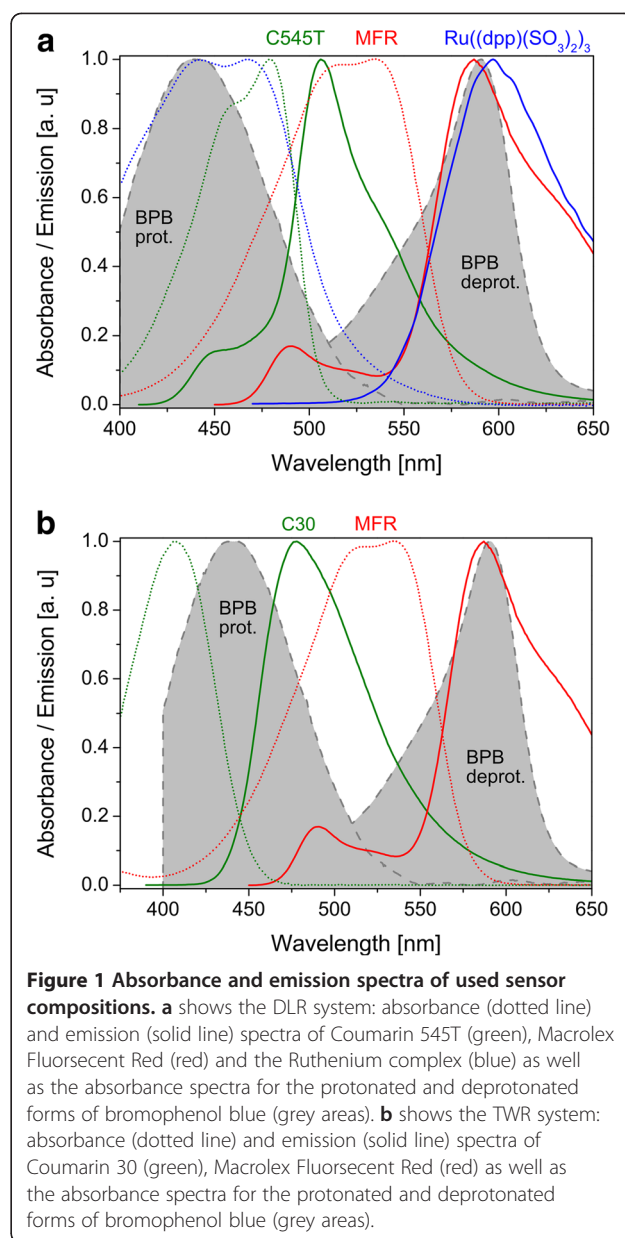 a
C545T MFR Ru((dpp)(SO3)2)3
Absorbance / Emission [a. u]
1.0
0.8
0.6
0.4
0.2
0.0
BPB
prot.
BPB
deprot.
400 450 500 550 600 650
Wavelength [nm]
b
C30 MFR
Absorbance / Emission [a. u]
1.0
0.8
0.6
0.4
0.2
0.0
BPB
prot.
BPB
deprot.
400 450 500 550 600 650
Wavelength [nm]
Figure 1 Absorbance and emission spectra of used sensor
compositions. a shows the DLR system: absorbance (dotted line)
and emission (solid line) spectra of Coumarin 545T (green), Macrolex
Fluorsecent Red (red) and the Ruthenium complex (blue) as well
as the absorbance spectra for the protonated and deprotonated
forms of bromophenol blue (grey areas). b shows the TWR system:
absorbance (dotted line) and emission (solid line) spectra of
Coumarin 30 (green), Macrolex Fluorsecent Red (red) as well as
the absorbance spectra for the protonated and deprotonated
forms of bromophenol blue (grey areas).